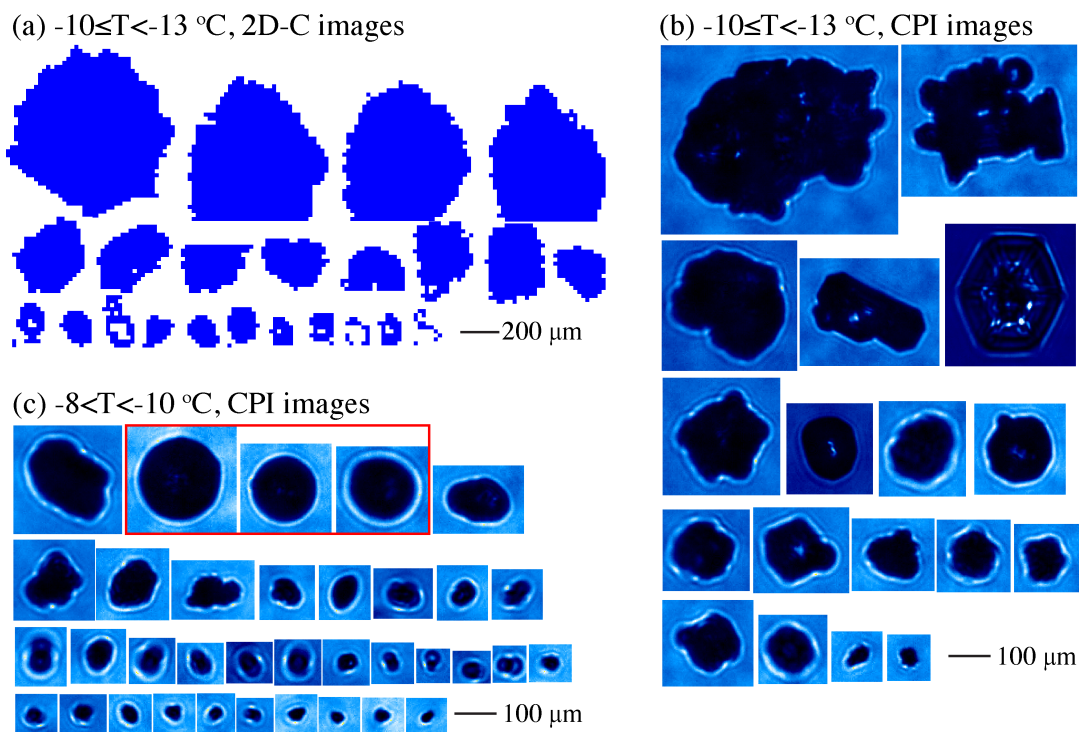 (a) -10≤T<-13 °C, 2D-C images
200 μm
(b) -10≤T<-13 °C, CPI images
100 μm
(c) -8<T<-10 °C, CPI images
100 μm